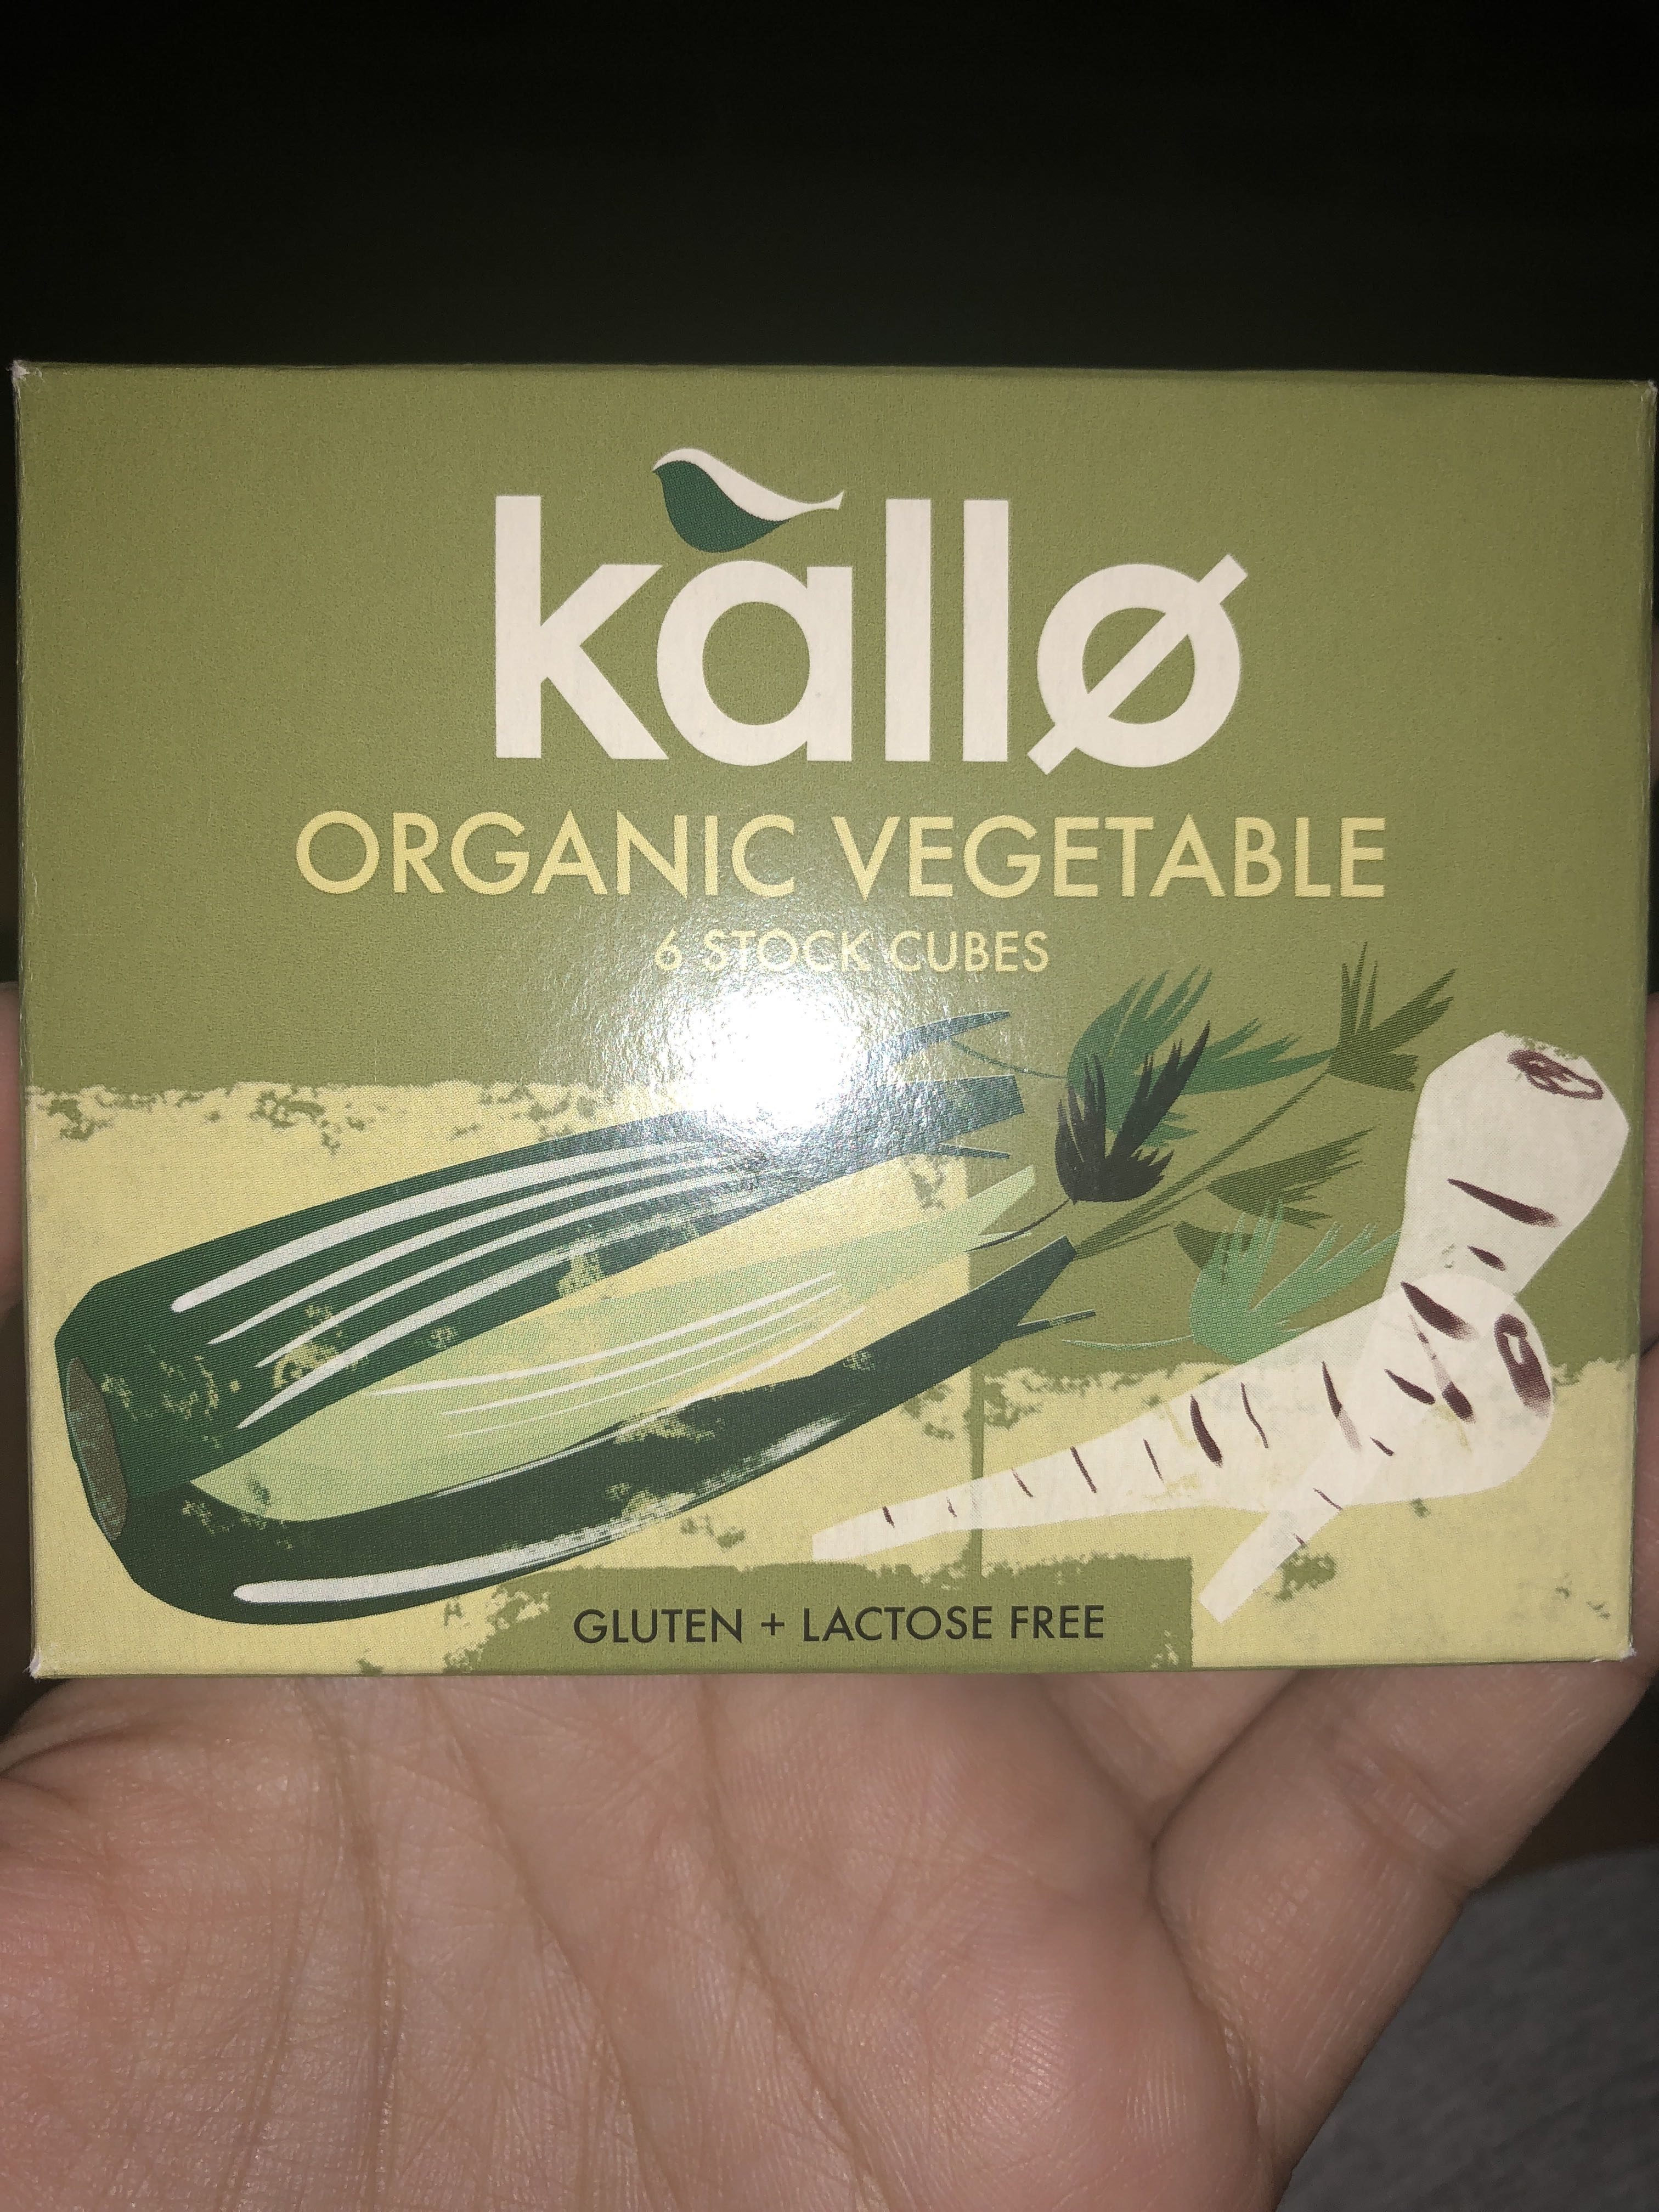 kallø
ORGANIC VEGETABLE
6 STOCK CUBES
GLUTEN + LACTOSE FREE